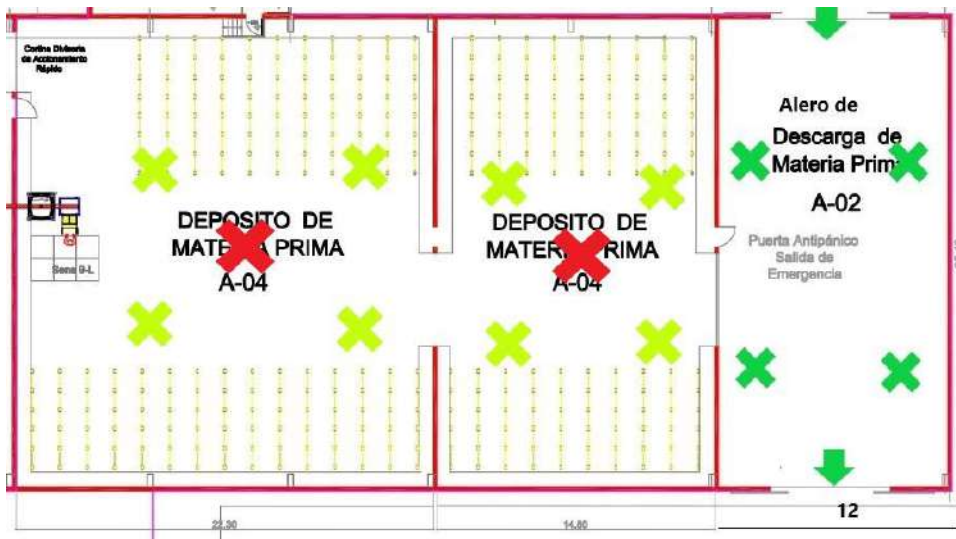 Cortina Divisoria
de Accionamiento
Rápido
Alero de
Descarga de
Materia Prima
A-02
DEPOSITO DE
MATERIA PRIMA
A-04
DEPOSITO DE
MATERIA PRIMA
A-04
Puerta Antipánico
Salida de
Emergencia
22.30
14.80
12